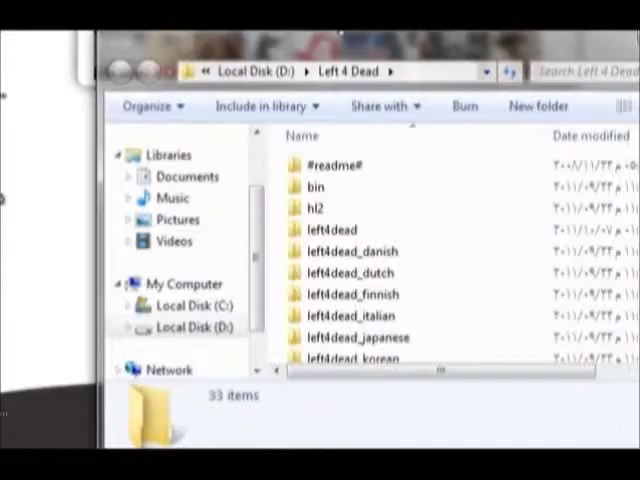 « Local Disk (D:) ▸ Left 4 Dead ▸
Search Left 4 Dead
Organize ▾ Include in library ▾ Share with ▾ Burn New folder
Name Date modified
Libraries
Documents
Music
Pictures
Videos
My Computer
Local Disk (C:)
Local Disk (D:)
Network
#readme#
bin
hl2
left4dead
left4dead_danish
left4dead_dutch
left4dead_finnish
left4dead_italian
left4dead_japanese
left4dead_korean
33 items